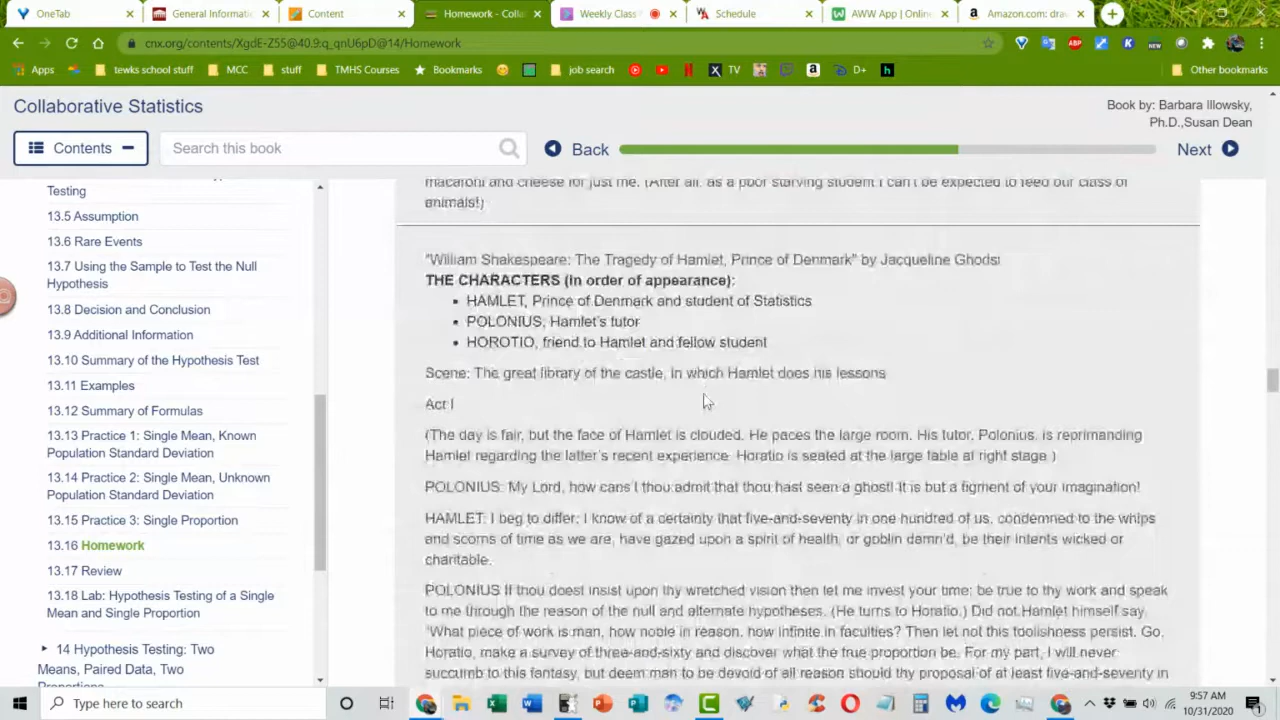 OneTab
General Informatic
Content
Homework - Colla
Weekly Class
Schedule
AWW App | Online
Amazon.com: drav
cnx.org/contents/XgdE-Z55@40.9:q_qnU6pD@14/Homework
Apps
tewks school stuff
MCC
stuff
TMHS Courses
Bookmarks
job search
TV
D+
Other bookmarks
Collaborative Statistics
Book by: Barbara Illowsky,
Ph.D.,Susan Dean
Contents
Search this book
Back
Next
Testing
13.5 Assumption
13.6 Rare Events
13.7 Using the Sample to Test the Null
Hypothesis
13.8 Decision and Conclusion
13.9 Additional Information
13.10 Summary of the Hypothesis Test
13.11 Examples
13.12 Summary of Formulas
13.13 Practice 1: Single Mean, Known
Population Standard Deviation
13.14 Practice 2: Single Mean, Unknown
Population Standard Deviation
13.15 Practice 3: Single Proportion
13.16 Homework
13.17 Review
13.18 Lab: Hypothesis Testing of a Single
Mean and Single Proportion
14 Hypothesis Testing: Two
Means, Paired Data, Two
Proportions
macaroni and cheese for just me. (After all, as a poor starving student I can't be expected to feed our class of
animals!)
"William Shakespeare: The Tragedy of Hamlet, Prince of Denmark" by Jacqueline Ghodsi
THE CHARACTERS (in order of appearance):
• HAMLET, Prince of Denmark and student of Statistics
• POLONIUS, Hamlet's tutor
• HOROTIO, friend to Hamlet and fellow student
Scene: The great library of the castle, in which Hamlet does his lessons
Act I
(The day is fair, but the face of Hamlet is clouded. He paces the large room. His tutor, Polonius, is reprimanding
Hamlet regarding the latter's recent experience. Horatio is seated at the large table at right stage.)
POLONIUS: My Lord, how cans't thou admit that thou hast seen a ghost! It is but a figment of your imagination!
HAMLET: I beg to differ; I know of a certainty that five-and-seventy in one hundred of us, condemned to the whips
and scorns of time as we are, have gazed upon a spirit of health, or goblin damn'd, be their intents wicked or
charitable.
POLONIUS If thou doest insist upon thy wretched vision then let me invest your time; be true to thy work and speak
to me through the reason of the null and alternate hypotheses. (He turns to Horatio.) Did not Hamlet himself say,
"What piece of work is man, how noble in reason, how infinite in faculties? Then let not this foolishness persist. Go,
Horatio, make a survey of three-and-sixty and discover what the true proportion be. For my part, I will never
succumb to this fantasy, but deem man to be devoid of all reason should thy proposal of at least five-and-seventy in
Type here to search
9:57 AM
10/31/2020